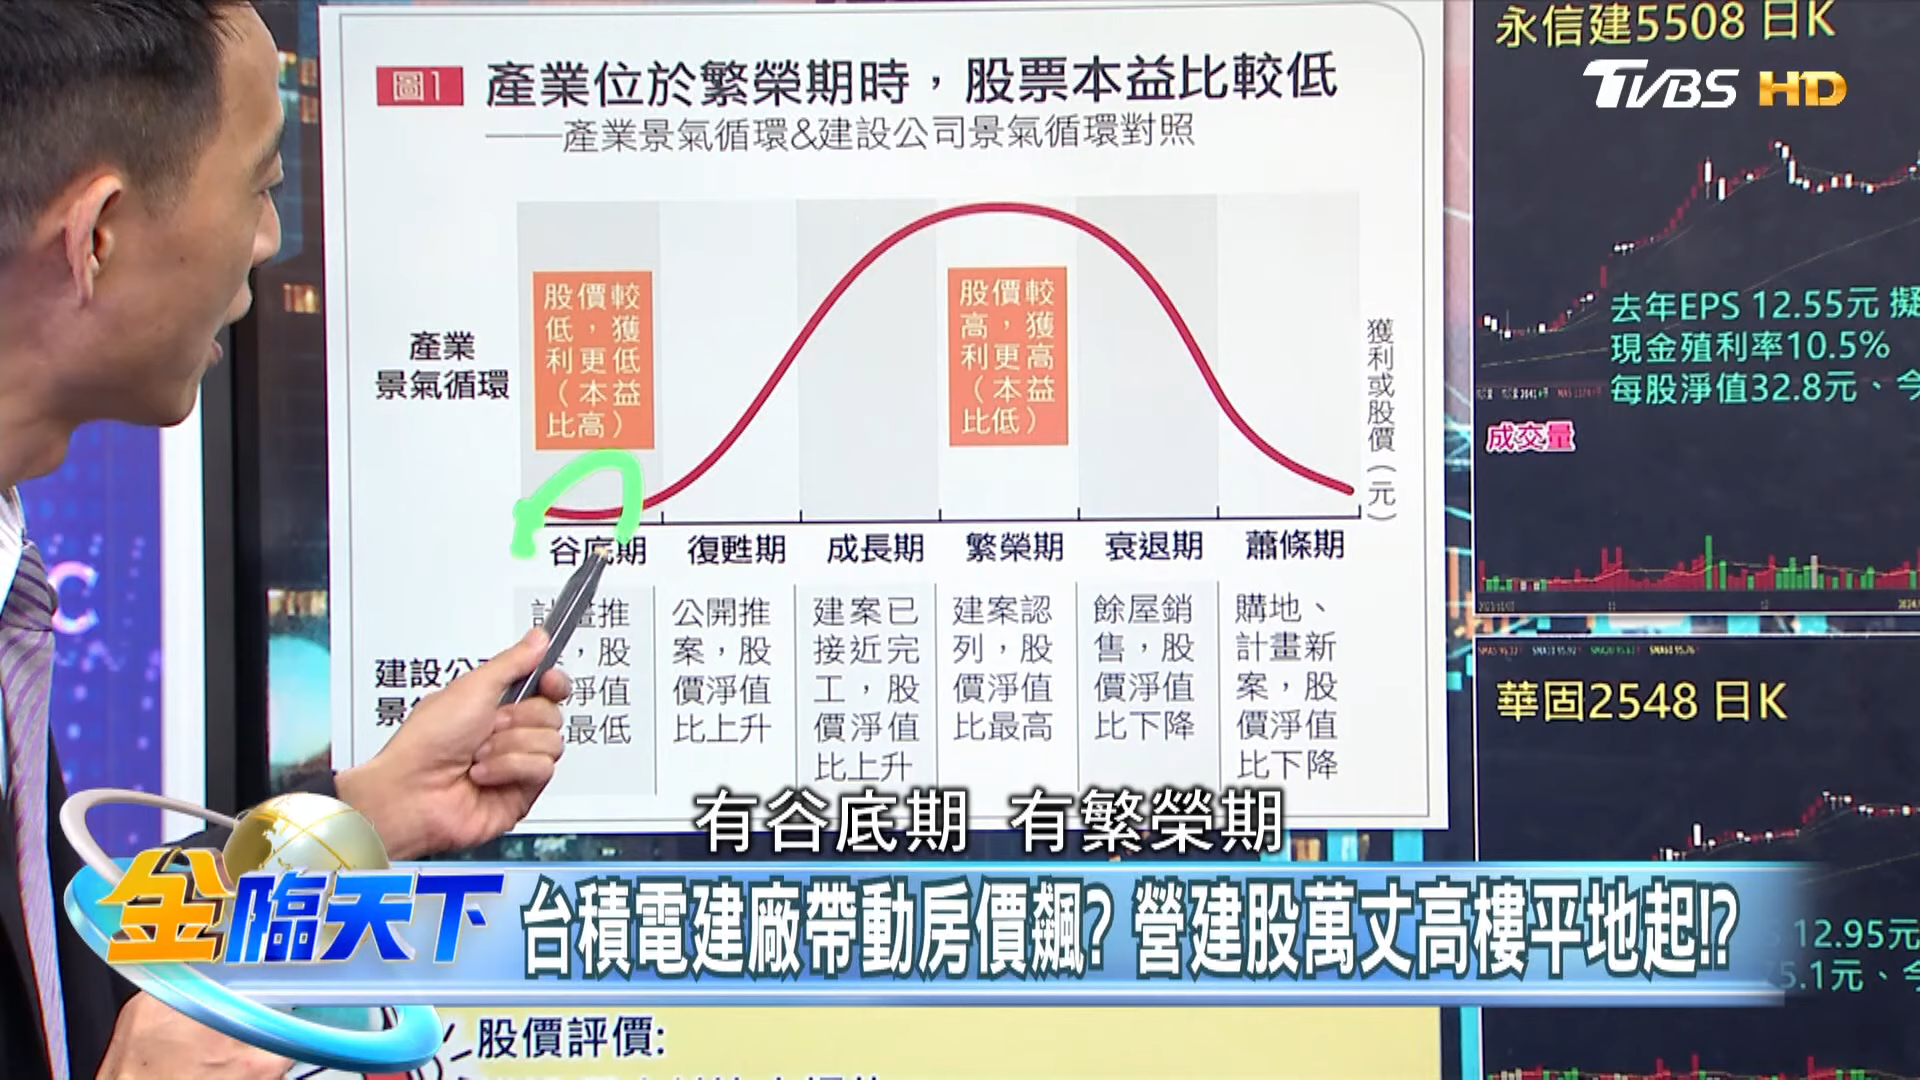 永信建5508 日K
TVBS HD
圖1 產業位於繁榮期時，股票本益比較低
——產業景氣循環&建設公司景氣循環對照
股價較
低，獲
利更低
（本益
比高）
股價較
高，獲
利更高
（本益
比低）
產業
景氣循環
獲利或股價（元）
去年EPS 12.55元 擬
現金殖利率10.5%
每股淨值32.8元、今
成交量
谷底期 復甦期 成長期 繁榮期 衰退期 蕭條期
建設公
景
推
，股
淨值
最低
公開推
案，股
價淨值
比上升
建案已
接近完
工，股
價淨值
比上升
建案認
列，股
價淨值
比最高
餘屋銷
售，股
價淨值
比下降
購地、
計畫新
案，股
價淨值
比下降
華固2548 日K
有谷底期 有繁榮期
金臨天下
台積電建廠帶動房價飆? 營建股萬丈高樓平地起!?
12.95元
5.1元、今
股價評價: